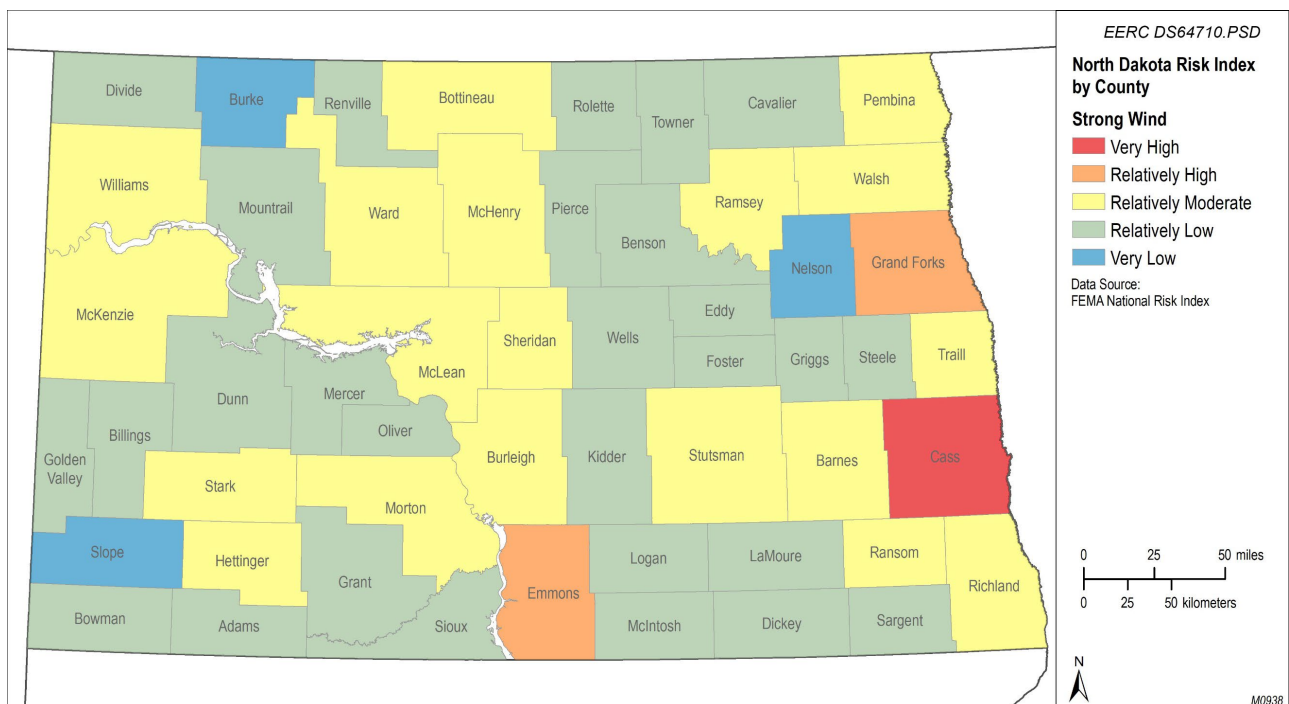 EERC DS64710.PSD
North Dakota Risk Index
by County
Strong Wind
Very High
Relatively High
Relatively Moderate
Relatively Low
Very Low
Data Source:
FEMA National Risk Index
Divide
Burke
Renville
Bottineau
Rolette
Towner
Cavalier
Pembina
Williams
Mountrail
Ward
McHenry
Pierce
Benson
Ramsey
Walsh
Nelson
Grand Forks
McKenzie
McLean
Sheridan
Wells
Eddy
Foster
Griggs
Steele
Traill
Dunn
Mercer
Oliver
Billings
Golden
Valley
Stark
Morton
Burleigh
Kidder
Stutsman
Barnes
Cass
Slope
Hettinger
Grant
Emmons
Logan
LaMoure
Ransom
Richland
Bowman
Adams
Sioux
McIntosh
Dickey
Sargent
0 25 50 miles
0 25 50 kilometers
N
M0938